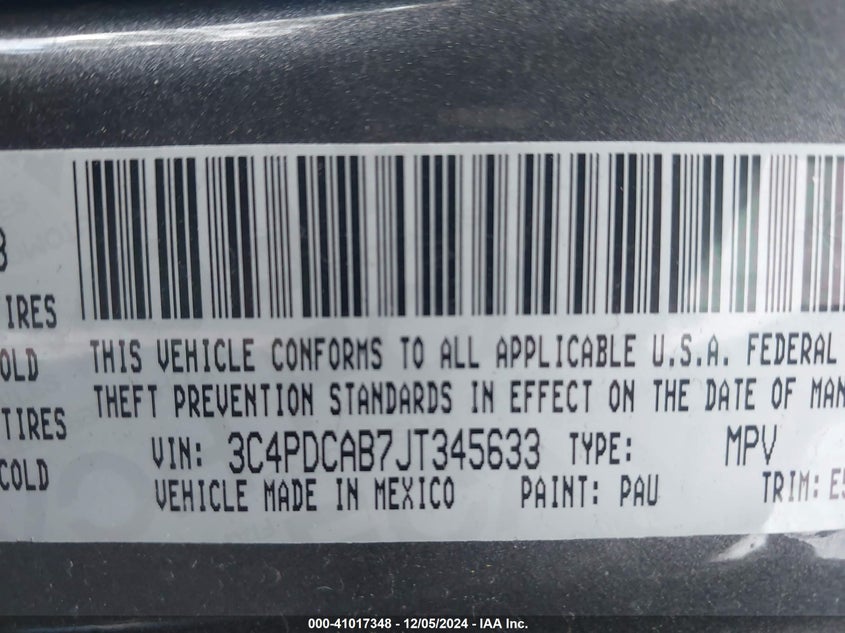 8
IRES
OLD
TIRES
COLD
THIS VEHICLE CONFORMS TO ALL APPLICABLE U.S.A. FEDERAL
THEFT PREVENTION STANDARDS IN EFFECT ON THE DATE OF MAN
VIN: 3C4PDCAB7JT345633 TYPE: MPV
VEHICLE MADE IN MEXICO PAINT: PAU TRIM: E5
000-41017348 - 12/05/2024 - IAA Inc.